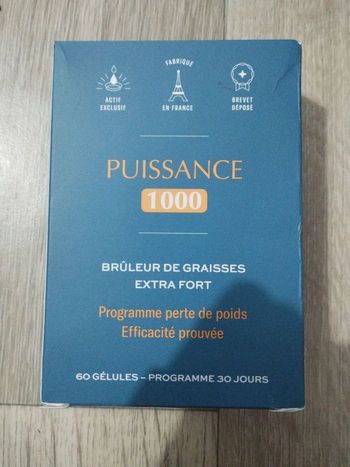 FABRIQUÉ
EN FRANCE
ACTIF
EXCLUSIF
BREVET
DÉPOSÉ
PUISSANCE
1000
BRÛLEUR DE GRAISSES
EXTRA FORT
Programme perte de poids
Efficacité prouvée
60 GÉLULES – PROGRAMME 30 JOURS